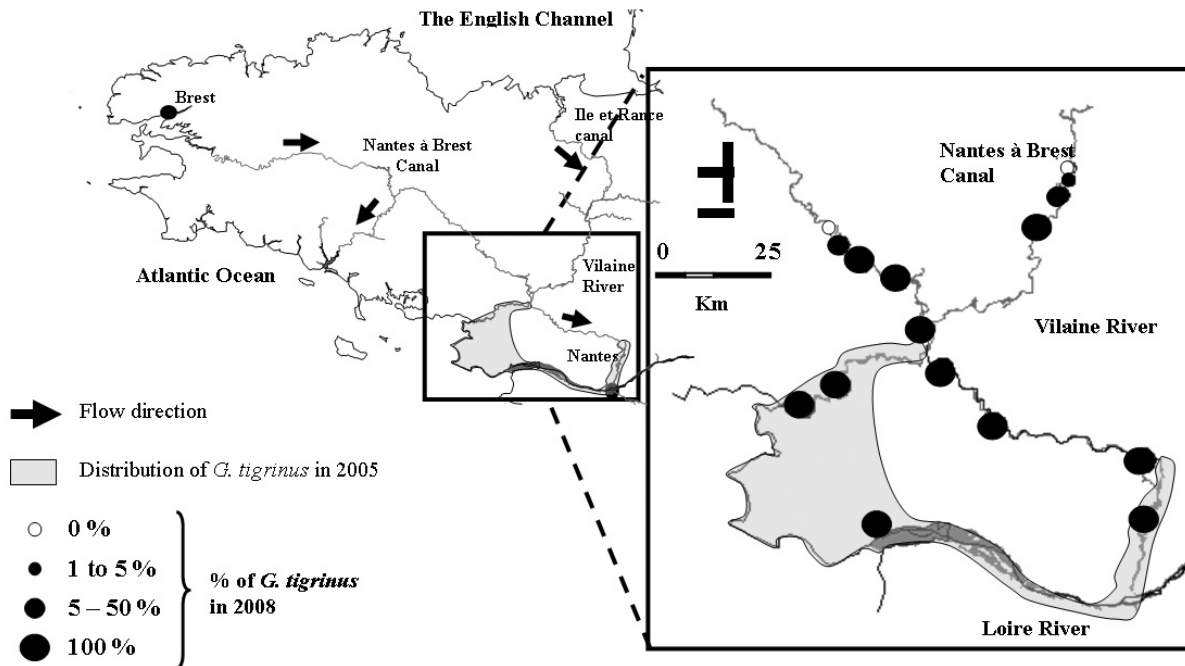 The English Channel
Brest
Ile et Rance
canal
Nantes à Brest
Canal
Atlantic Ocean
Vilaine
River
Nantes
Flow direction
Distribution of G. tigrinus in 2005
0 %
1 to 5 %
5 – 50 %
100 %
% of G. tigrinus
in 2008
Nantes à Brest
Canal
0 25
Km
Vilaine River
Loire River